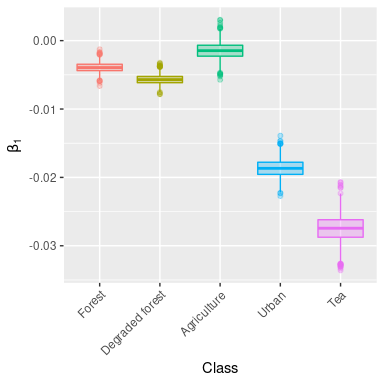 0.00
-0.01
-0.02
-0.03
β₁
Forest
Degraded forest
Agriculture
Urban
Tea
Class